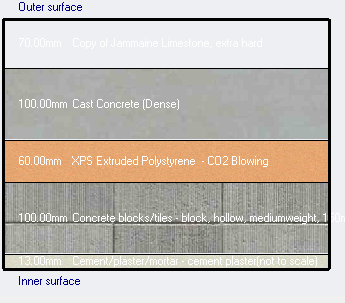 Outer surface
70.00mm Copy of Jammaine Limestone, extra hard
100.00mm Cast Concrete (Dense)
60.00mm XPS Extruded Polystyrene - CO2 Blowing
100.00mm Concrete blocks/tiles - block, hollow, mediumweight,
13.00mm Cement/plaster/mortar - cement plaster(not to scale)
Inner surface